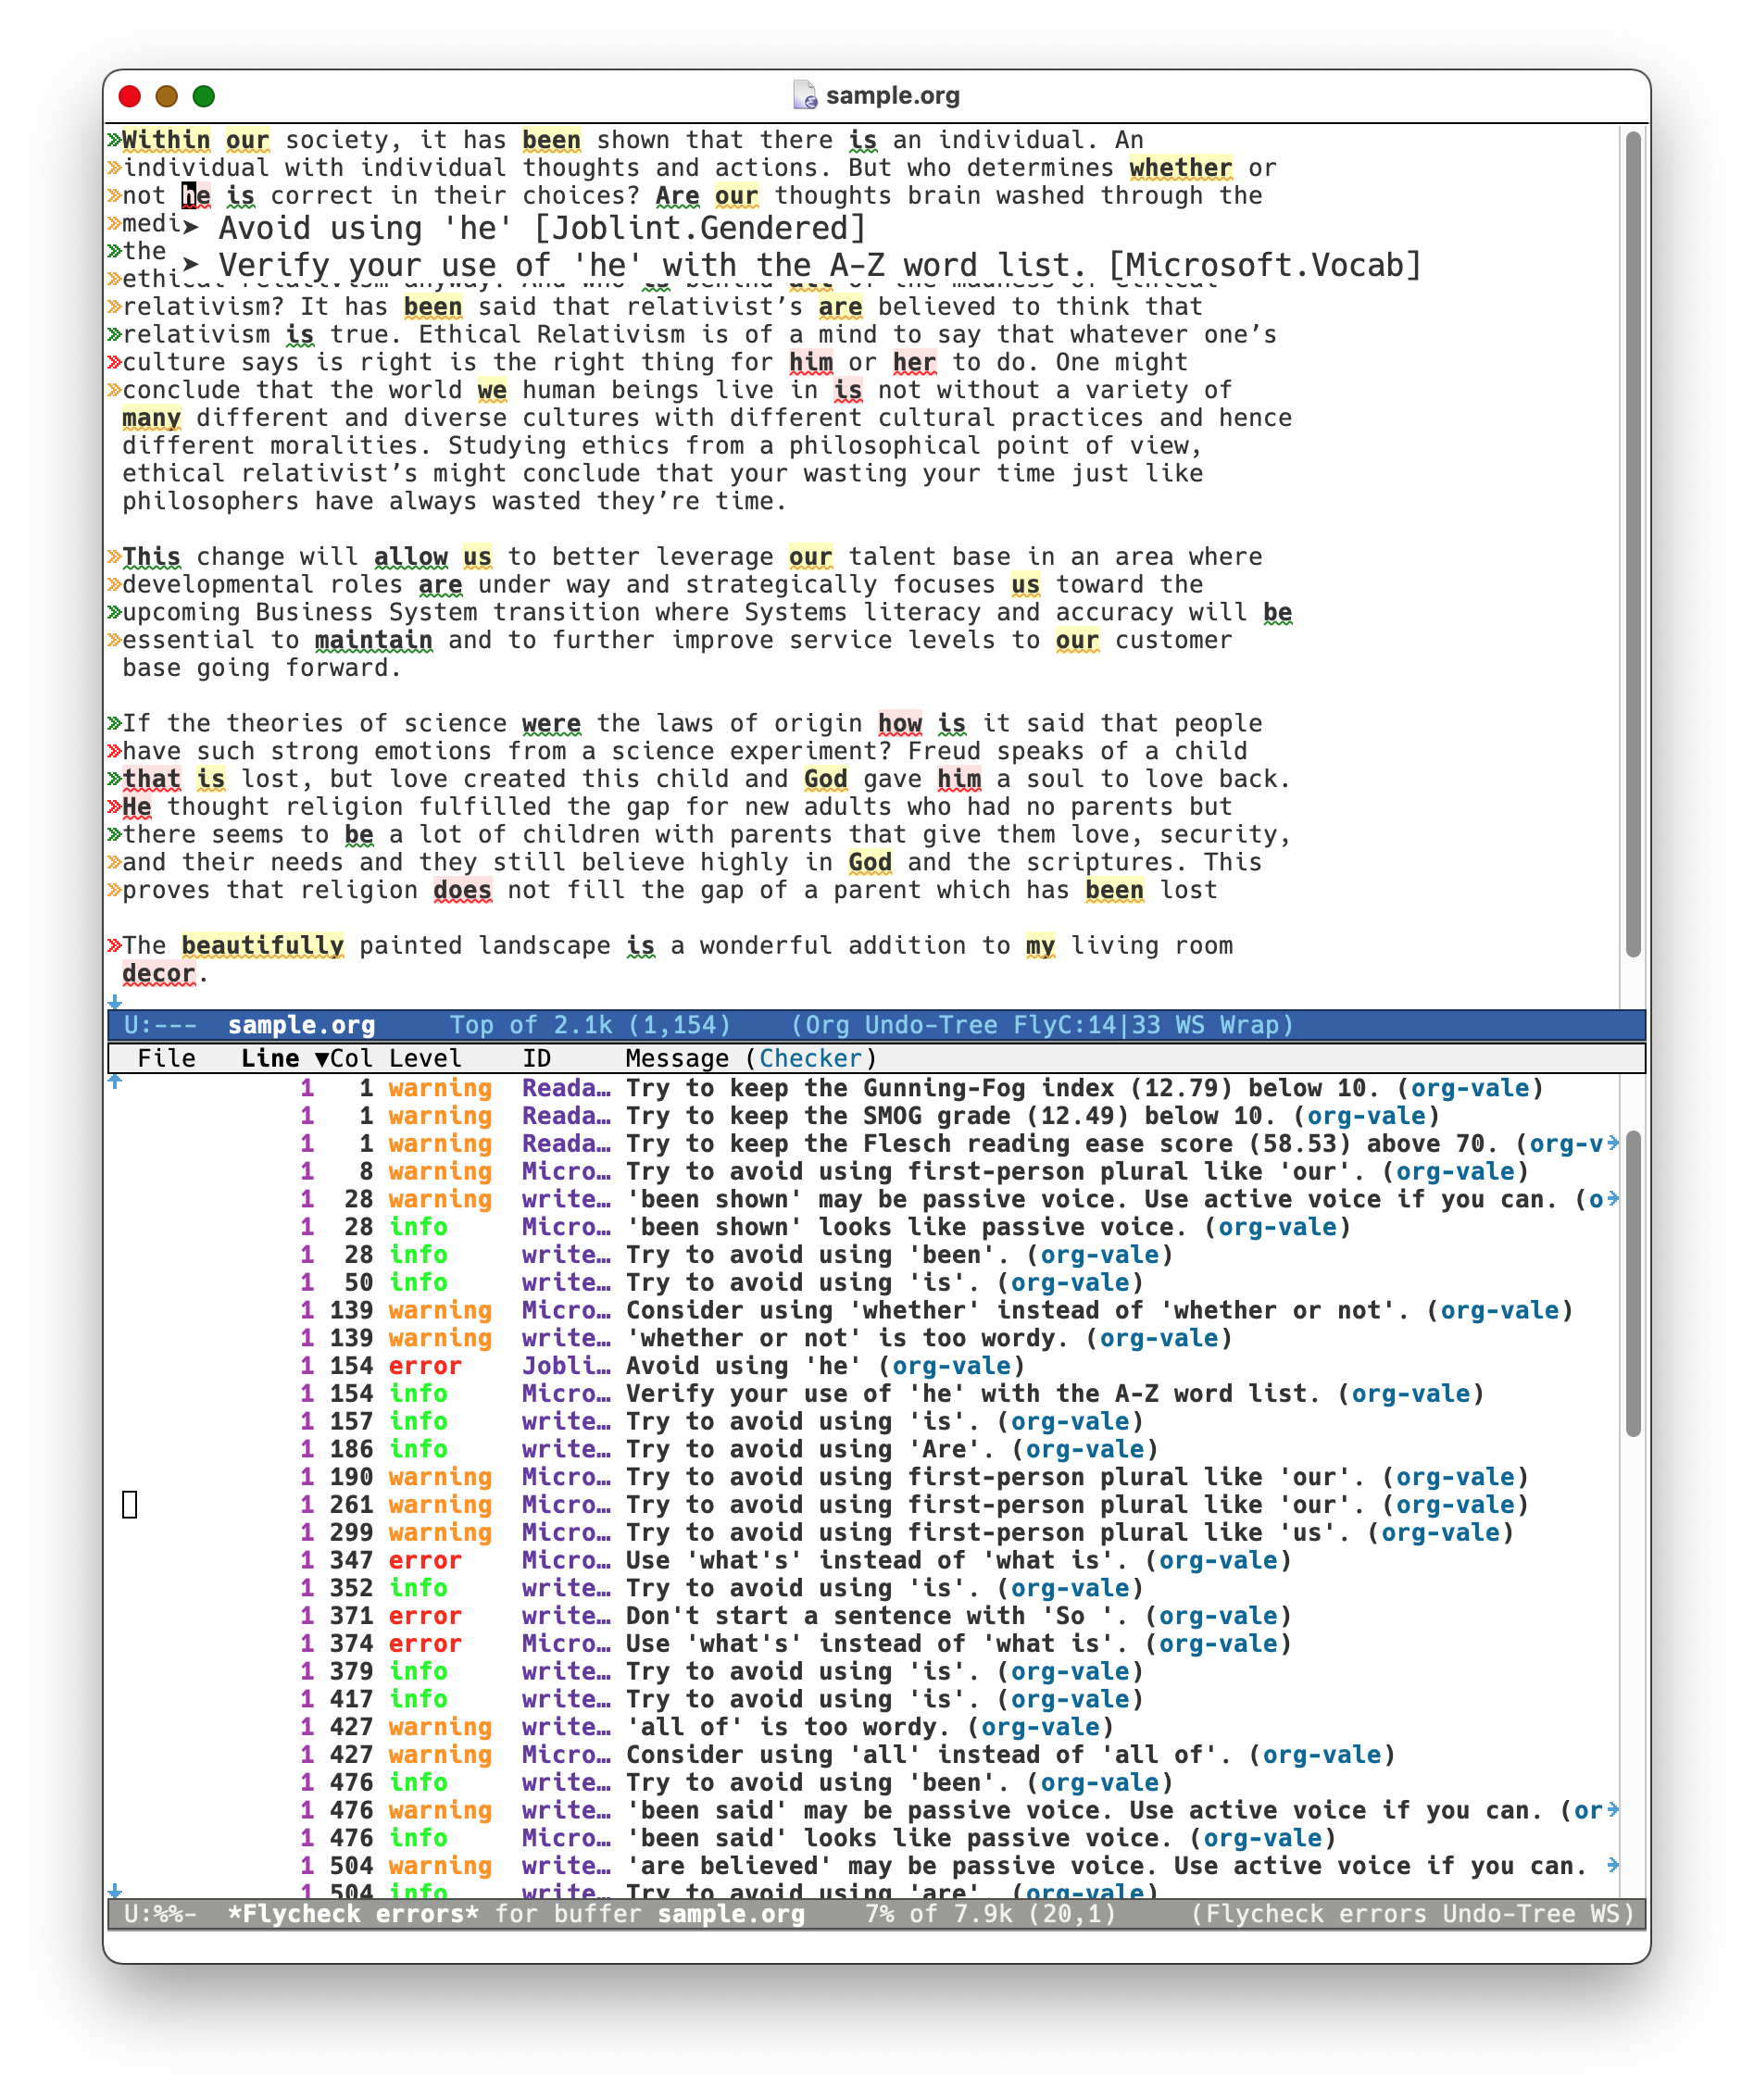 sample.org
Within our society, it has been shown that there is an individual. An
individual with individual thoughts and actions. But who determines whether or
not he is correct in their choices? Are our thoughts brain washed through the
medi➤ Avoid using 'he' [Joblint.Gendered]
the
➤ Verify your use of 'he' with the A-Z word list. [Microsoft.Vocab]
ethical relativism anyway? And who is behind all of the madness of ethical
relativism? It has been said that relativist’s are believed to think that
relativism is true. Ethical Relativism is of a mind to say that whatever one’s
culture says is right is the right thing for him or her to do. One might
conclude that the world we human beings live in is not without a variety of
many different and diverse cultures with different cultural practices and hence
different moralities. Studying ethics from a philosophical point of view,
ethical relativist’s might conclude that your wasting your time just like
philosophers have always wasted they’re time.
This change will allow us to better leverage our talent base in an area where
developmental roles are under way and strategically focuses us toward the
upcoming Business System transition where Systems literacy and accuracy will be
essential to maintain and to further improve service levels to our customer
base going forward.
If the theories of science were the laws of origin how is it said that people
have such strong emotions from a science experiment? Freud speaks of a child
that is lost, but love created this child and God gave him a soul to love back.
He thought religion fulfilled the gap for new adults who had no parents but
there seems to be a lot of children with parents that give them love, security,
and their needs and they still believe highly in God and the scriptures. This
proves that religion does not fill the gap of a parent which has been lost
The beautifully painted landscape is a wonderful addition to my living room
decor.
U:--- sample.org Top of 2.1k (1,154) (Org Undo-Tree FlyC:14|33 WS Wrap)
File Line ▼Col Level ID Message (Checker)
1 1 warning Reada… Try to keep the Gunning-Fog index (12.79) below 10. (org-vale)
1 1 warning Reada… Try to keep the SMOG grade (12.49) below 10. (org-vale)
1 1 warning Reada… Try to keep the Flesch reading ease score (58.53) above 70. (org-v
1 8 warning Micro… Try to avoid using first-person plural like 'our'. (org-vale)
1 28 warning write… 'been shown' may be passive voice. Use active voice if you can. (o
1 28 info Micro… 'been shown' looks like passive voice. (org-vale)
1 28 info write… Try to avoid using 'been'. (org-vale)
1 50 info write… Try to avoid using 'is'. (org-vale)
1 139 warning Micro… Consider using 'whether' instead of 'whether or not'. (org-vale)
1 139 warning write… 'whether or not' is too wordy. (org-vale)
1 154 error Jobli… Avoid using 'he' (org-vale)
1 154 info Micro… Verify your use of 'he' with the A-Z word list. (org-vale)
1 157 info write… Try to avoid using 'is'. (org-vale)
1 186 info write… Try to avoid using 'Are'. (org-vale)
1 190 warning Micro… Try to avoid using first-person plural like 'our'. (org-vale)
1 261 warning Micro… Try to avoid using first-person plural like 'our'. (org-vale)
1 299 warning Micro… Try to avoid using first-person plural like 'us'. (org-vale)
1 347 error Micro… Use 'what's' instead of 'what is'. (org-vale)
1 352 info write… Try to avoid using 'is'. (org-vale)
1 371 error write… Don't start a sentence with 'So '. (org-vale)
1 374 error Micro… Use 'what's' instead of 'what is'. (org-vale)
1 379 info write… Try to avoid using 'is'. (org-vale)
1 417 info write… Try to avoid using 'is'. (org-vale)
1 427 warning write… 'all of' is too wordy. (org-vale)
1 427 warning Micro… Consider using 'all' instead of 'all of'. (org-vale)
1 476 info write… Try to avoid using 'been'. (org-vale)
1 476 warning write… 'been said' may be passive voice. Use active voice if you can. (or
1 476 info Micro… 'been said' looks like passive voice. (org-vale)
1 504 warning write… 'are believed' may be passive voice. Use active voice if you can.
1 504 info write… Try to avoid using 'are'. (org-vale)
U:%%- *Flycheck errors* for buffer sample.org 7% of 7.9k (20,1) (Flycheck errors Undo-Tree WS)